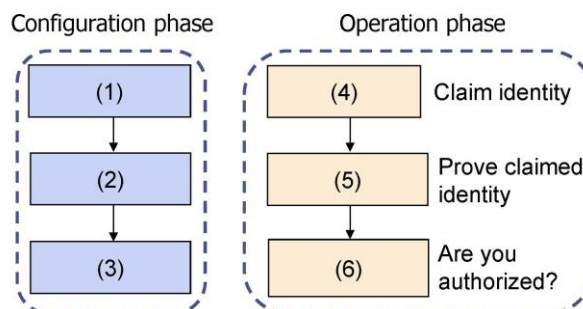 Configuration phase
Operation phase
(1)
(4)
Claim identity
(2)
(5)
Prove claimed
identity
(3)
(6)
Are you
authorized?